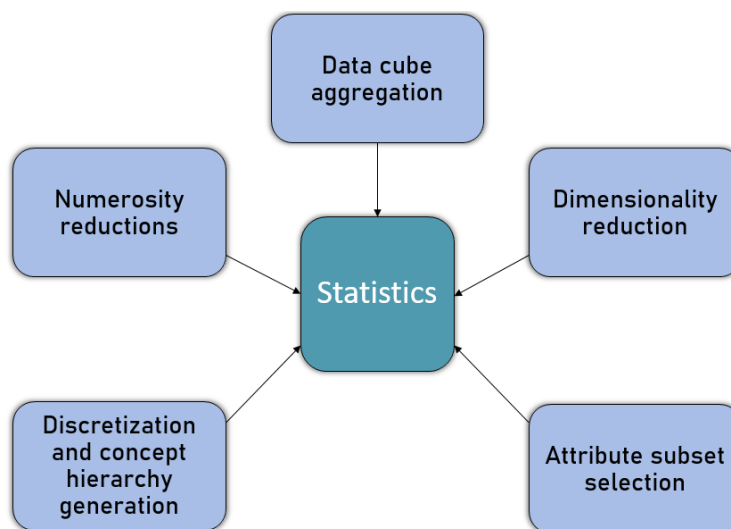 Data cube
aggregation
Numerosity
reductions
Dimensionality
reduction
Statistics
Discretization
and concept
hierarchy
generation
Attribute subset
selection